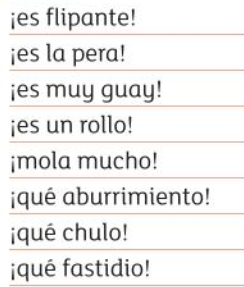 ¡es flipante!
¡es la pera!
¡es muy guay!
¡es un rollo!
¡mola mucho!
¡qué aburrimiento!
¡qué chulo!
¡qué fastidio!